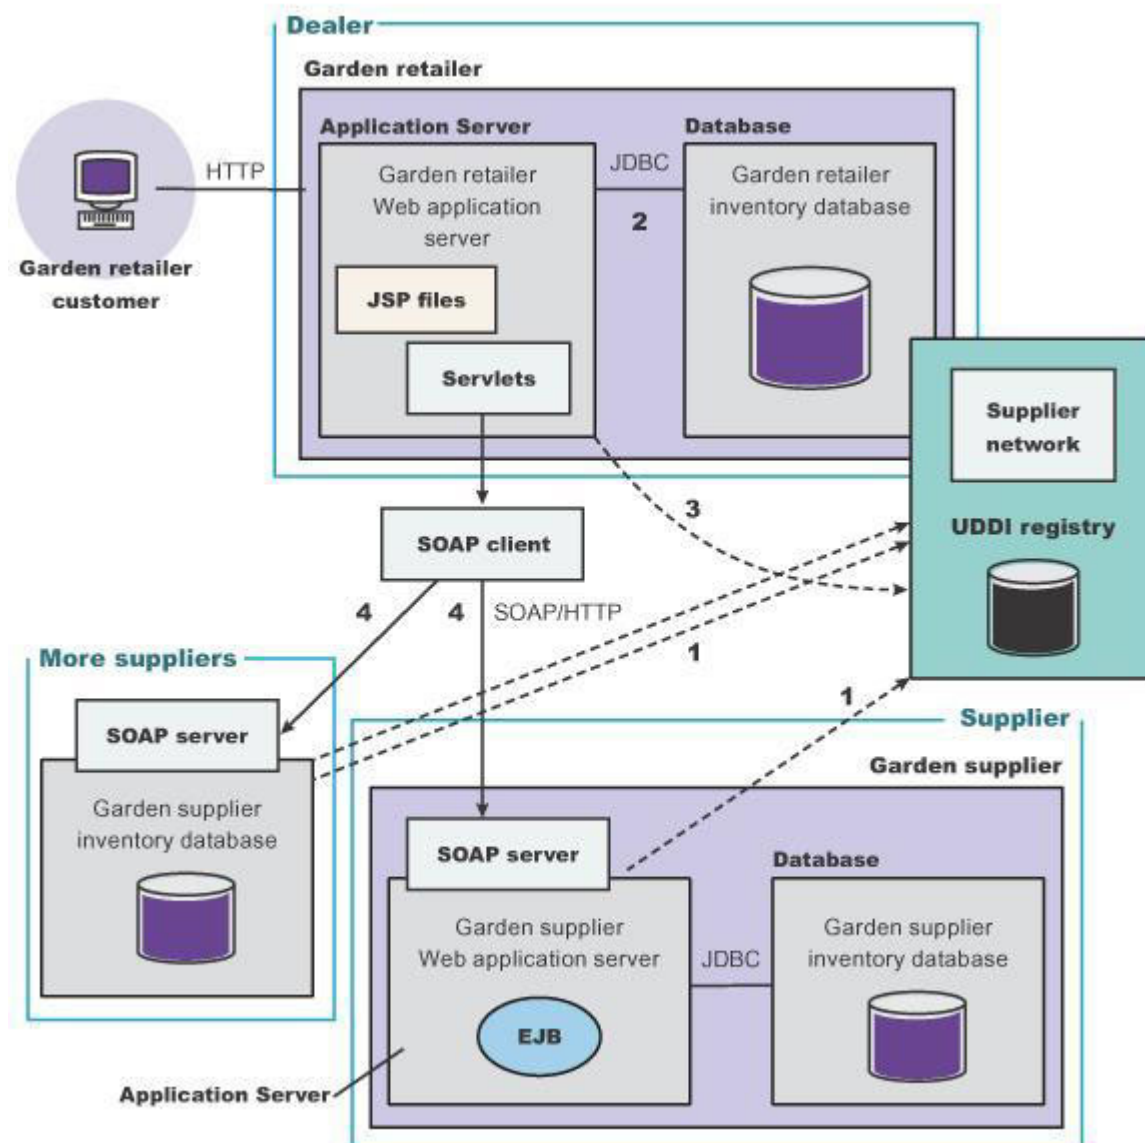 Dealer
Garden retailer
Application Server
Database
Garden retailer
Web application
server
JDBC
2
Garden retailer
inventory database
HTTP
Garden retailer
customer
JSP files
Servlets
Supplier
network
UDDI registry
3
SOAP client
4
4
SOAP/HTTP
1
1
More suppliers
SOAP server
Garden supplier
inventory database
Supplier
Garden supplier
SOAP server
Database
Garden supplier
Web application server
JDBC
Garden supplier
inventory database
EJB
Application Server